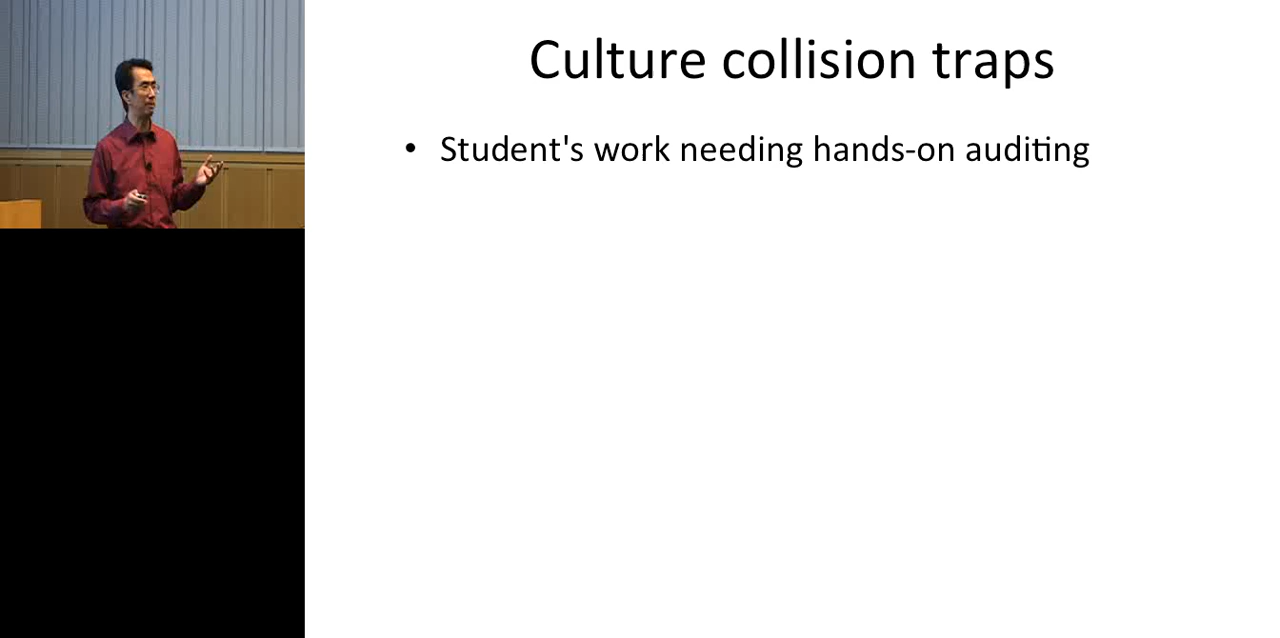 Culture collision traps
• Student's work needing hands-on auditing